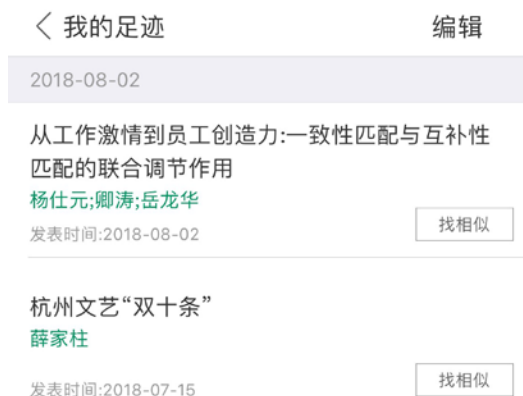 我的足迹 编辑
2018-08-02
从工作激情到员工创造力:一致性匹配与互补性
匹配的联合调节作用
杨仕元;卿涛;岳龙华
发表时间:2018-08-02 找相似
杭州文艺“双十条”
薛家柱
发表时间:2018-07-15 找相似